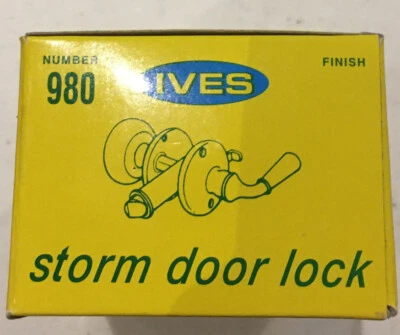 NUMBER
980
IVES
FINISH
storm door lock